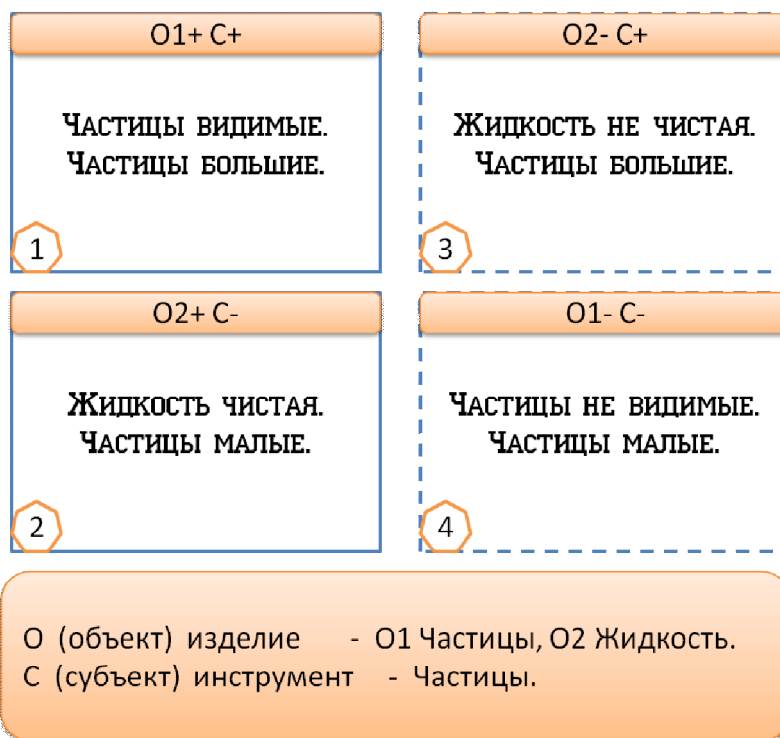 О1+ С+
Частицы видимые.
Частицы большие.
1
О2- С+
Жидкость не чистая.
Частицы большие.
3
О2+ С-
Жидкость чистая.
Частицы малые.
2
О1- С-
Частицы не видимые.
Частицы малые.
4
О (объект) изделие - О1 Частицы, О2 Жидкость.
С (субъект) инструмент - Частицы.